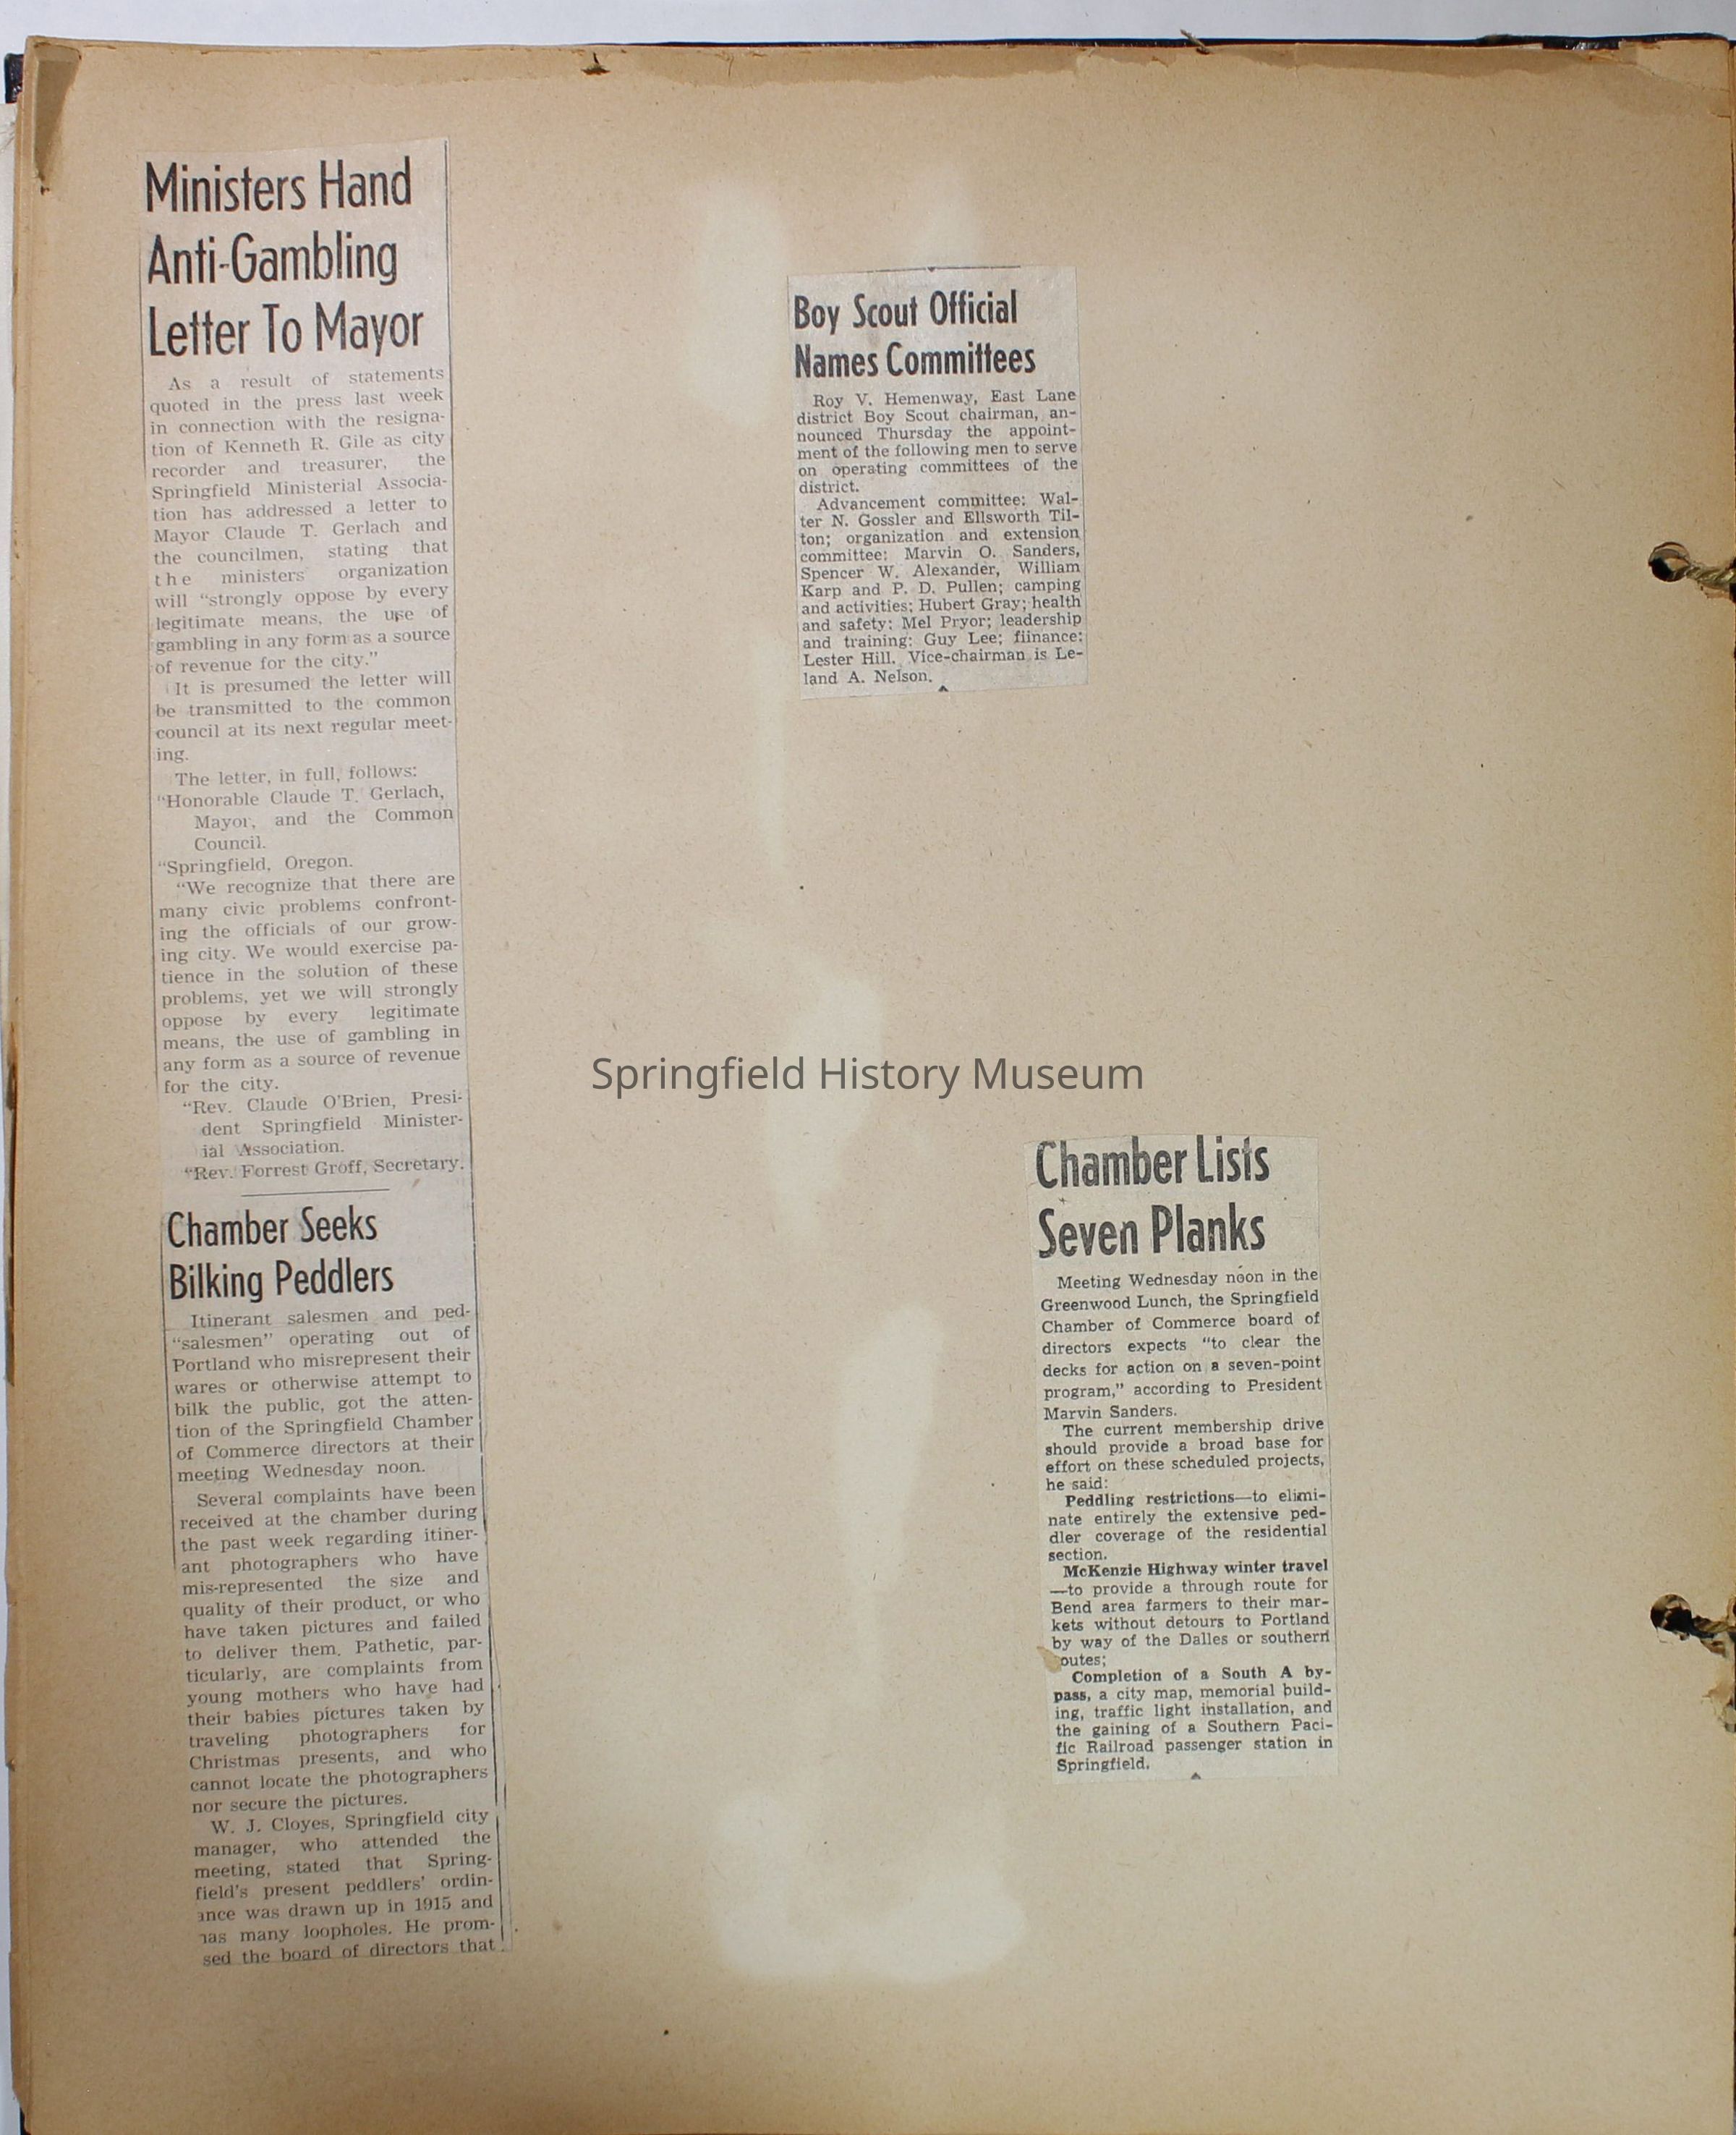 Ministers Hand
Anti-Gambling
Letter To Mayor
As a result of statements
quoted in the press last week
in connection with the resigna-
tion of Kenneth R. Gile as city
recorder and treasurer, the
Springfield Ministerial Associa-
tion has addressed a letter to
Mayor Claude T. Gerlach and
the councilmen, stating that
the ministers organization
will “strongly oppose by every
legitimate means, the use of
gambling in any form as a source
of revenue for the city.”
It is presumed the letter will
be transmitted to the common
council at its next regular meet-
ing.
The letter, in full, follows:
“Honorable Claude T. Gerlach,
Mayor, and the Common
Council.
“Springfield, Oregon.
“We recognize that there are
many civic problems confront-
ing the officials of our grow-
ing city. We would exercise pa-
tience in the solution of these
problems, yet we will strongly
oppose by every legitimate
means, the use of gambling in
any form as a source of revenue
for the city.
“Rev. Claude O’Brien, Presi-
dent Springfield Minister-
ial Association.
“Rev. Forrest Groff, Secretary.
Chamber Seeks
Bilking Peddlers
Itinerant salesmen and ped-
“salesmen” operating out of
Portland who misrepresent their
wares or otherwise attempt to
bilk the public, got the atten-
tion of the Springfield Chamber
of Commerce directors at their
meeting Wednesday noon.
Several complaints have been
received at the chamber during
the past week regarding itiner-
ant photographers who have
mis-represented the size and
quality of their product, or who
have taken pictures and failed
to deliver them. Pathetic, par-
ticularly, are complaints from
young mothers who have had
their babies pictures taken by
traveling photographers for
Christmas presents, and who
cannot locate the photographers
nor secure the pictures.
W. J. Cloyes, Springfield city
manager, who attended the
meeting, stated that Spring-
field’s present peddlers’ ordin-
ance was drawn up in 1915 and
has many loopholes. He prom-
sed the board of directors that
Boy Scout Official
Names Committees
Roy V. Hemenway, East Lane
district Boy Scout chairman, an-
nounced Thursday the appoint-
ment of the following men to serve
on operating committees of the
district.
Advancement committee: Wal-
ter N. Gossler and Ellsworth Til-
ton; organization and extension
committee: Marvin O. Sanders,
Spencer W. Alexander, William
Karp and P. D. Pullen; camping
and activities: Hubert Gray; health
and safety: Mel Pryor; leadership
and training: Guy Lee; fiinance:
Lester Hill. Vice-chairman is Le-
land A. Nelson.
Springfield History Museum
Chamber Lists
Seven Planks
Meeting Wednesday noon in the
Greenwood Lunch, the Springfield
Chamber of Commerce board of
directors expects “to clear the
decks for action on a seven-point
program,” according to President
Marvin Sanders.
The current membership drive
should provide a broad base for
effort on these scheduled projects,
he said:
Peddling restrictions—to elimi-
nate entirely the extensive ped-
dler coverage of the residential
section.
McKenzie Highway winter travel
—to provide a through route for
Bend area farmers to their mar-
kets without detours to Portland
by way of the Dalles or southern
outes;
Completion of a South A by-
pass, a city map, memorial build-
ing, traffic light installation, and
the gaining of a Southern Paci-
fic Railroad passenger station in
Springfield.